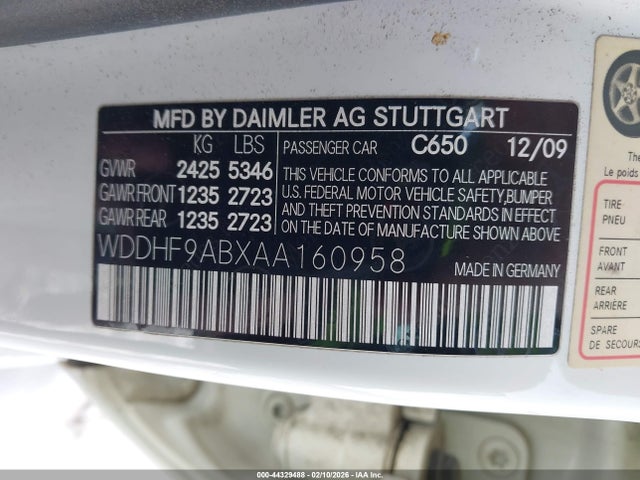 MFD BY DAIMLER AG STUTTGART
KG LBS
GVWR 2425 5346
GAWR FRONT 1235 2723
GAWR REAR 1235 2723
PASSENGER CAR C650 12/09
THIS VEHICLE CONFORMS TO ALL APPLICABLE
U.S. FEDERAL MOTOR VEHICLE SAFETY,BUMPER
AND THEFT PREVENTION STANDARDS IN EFFECT
ON THE DATE OF MANUFACTURE SHOWN ABOVE
WDDHF9ABXAA160958
MADE IN GERMANY
The
Le poids
TIRE
PNEU
FRONT
AVANT
REAR
ARRIÈRE
SPARE
DE SECOURS
000-44329488 - 02/10/2026 - IAA Inc.